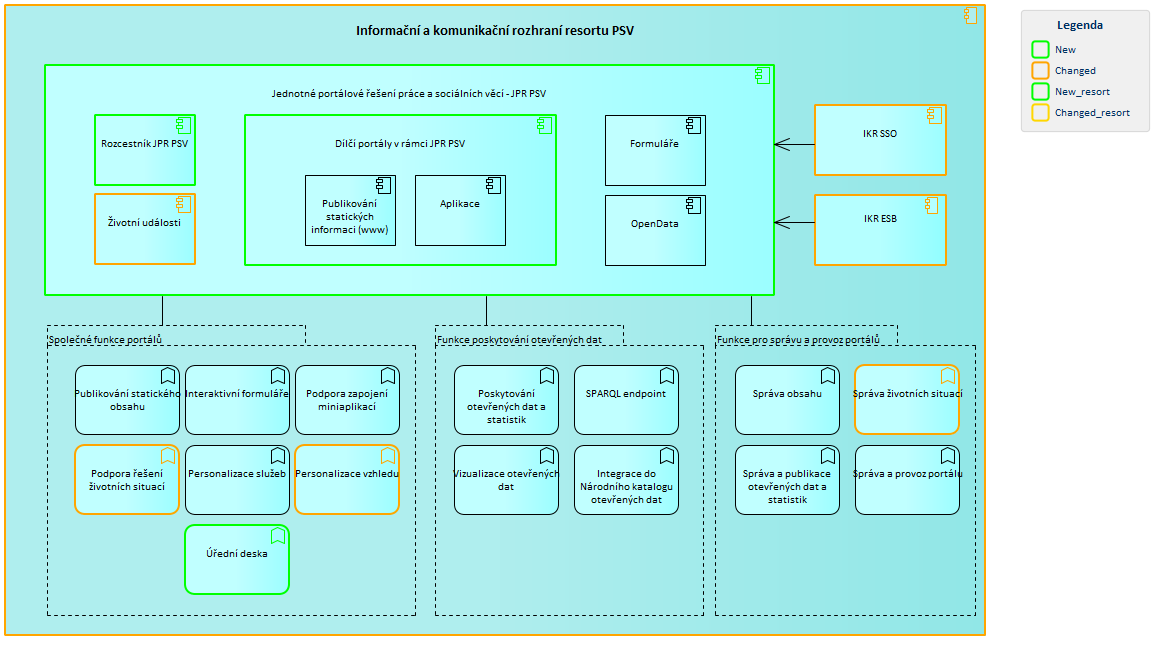 Informační a komunikační rozhraní resortu PSV
Legenda
New
Changed
New_resort
Changed_resort
Jednotné portálové řešení práce a sociálních věcí - JPR PSV
Rozcestník JPR PSV
Životní události
Dílčí portály v rámci JPR PSV
Publikování
statických
informaci (www)
Aplikace
Formuláře
OpenData
IKR SSO
IKR ESB
Společné funkce portálů
Publikování statického
obsahu
Interaktivní formuláře
Podpora zapojení
miniaplikací
Podpora řešení
životních situací
Personalizace služeb
Personalizace vzhledu
Úřední deska
Funkce poskytování otevřených dat
Poskytování
otevřených dat a
statistik
SPARQL endpoint
Vizualizace otevřených
dat
Integrace do
Národního katalogu
otevřených dat
Funkce pro správu a provoz portálů
Správa obsahu
Správa životních situací
Správa a publikace
otevřených dat a
statistik
Správa a provoz portálu